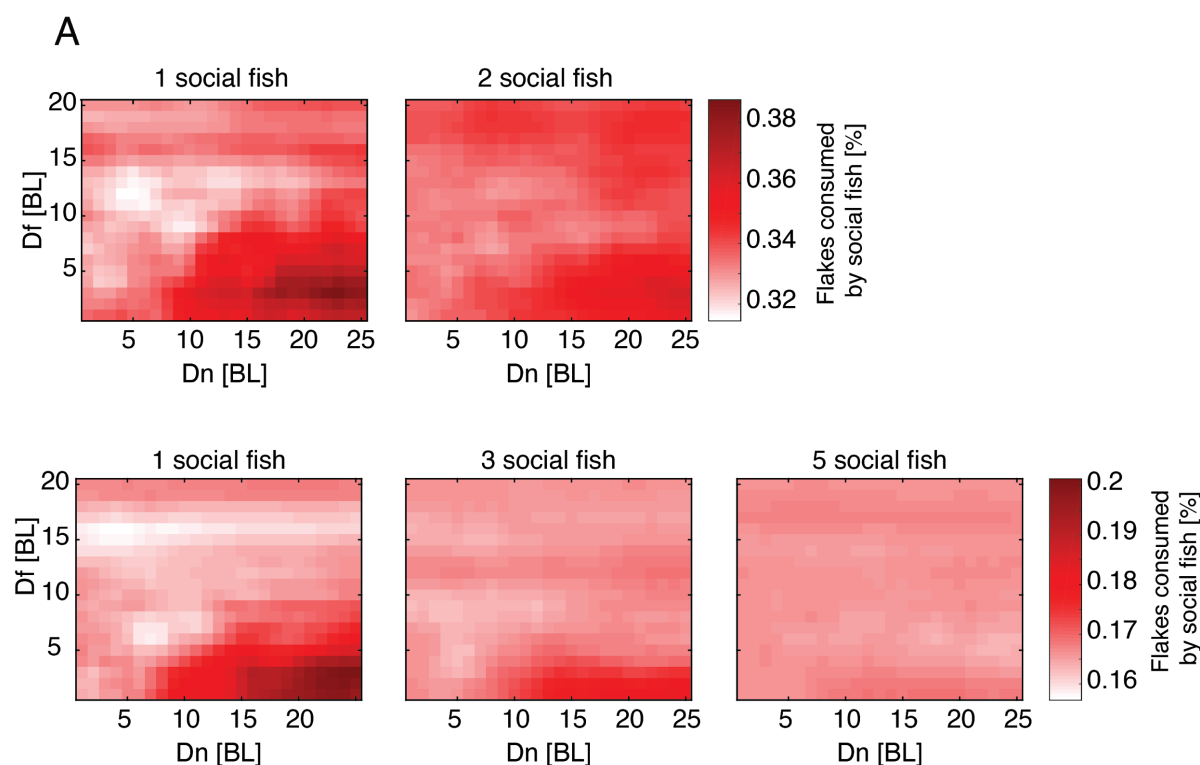 A
1 social fish
2 social fish
20
15
10
5
Df [BL]
5
10
15
20
25
Dn [BL]
5
10
15
20
25
Dn [BL]
0.38
0.36
0.34
0.32
Flakes consumed
by social fish [%]
1 social fish
3 social fish
5 social fish
20
15
10
5
Df [BL]
5
10
15
20
Dn [BL]
5
10
15
20
25
Dn [BL]
5
10
15
20
25
Dn [BL]
0.2
0.19
0.18
0.17
0.16
Flakes consumed
by social fish [%]